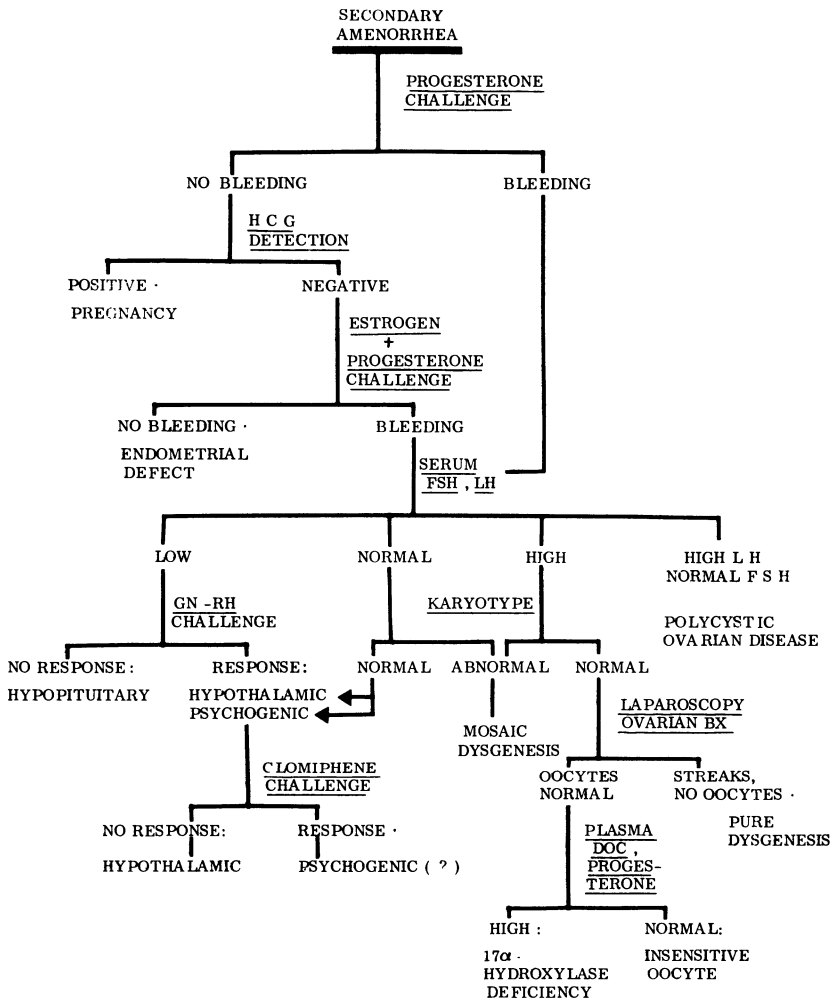 SECONDARY
AMENORRHEA
PROGESTERONE
CHALLENGE
NO BLEEDING
BLEEDING
H C G
DETECTION
POSITIVE ·
PREGNANCY
NEGATIVE
ESTROGEN
+
PROGESTERONE
CHALLENGE
NO BLEEDING ·
ENDOMETRIAL
DEFECT
BLEEDING
SERUM
FSH , LH
LOW
NORMAL
HIGH
HIGH L H
NORMAL F S H
POLYCYSTIC
OVARIAN DISEASE
GN -RH
CHALLENGE
KARYOTYPE
NO RESPONSE:
HYPOPITUITARY
RESPONSE:
HYPOTHALAMIC
PSYCHOGENIC
NORMAL
ABNORMAL
NORMAL
MOSAIC
DYSGENESIS
LAPAROSCOPY
OVARIAN BX
CLOMIPHENE
CHALLENGE
OOCYTES
NORMAL
STREAKS,
NO OOCYTES ·
PURE
DYSGENESIS
NO RESPONSE:
HYPOTHALAMIC
RESPONSE ·
PSYCHOGENIC ( ? )
PLASMA
DOC ,
PROGES-
TERONE
HIGH :
17α -
HYDROXYLASE
DEFICIENCY
NORMAL:
INSENSITIVE
OOCYTE